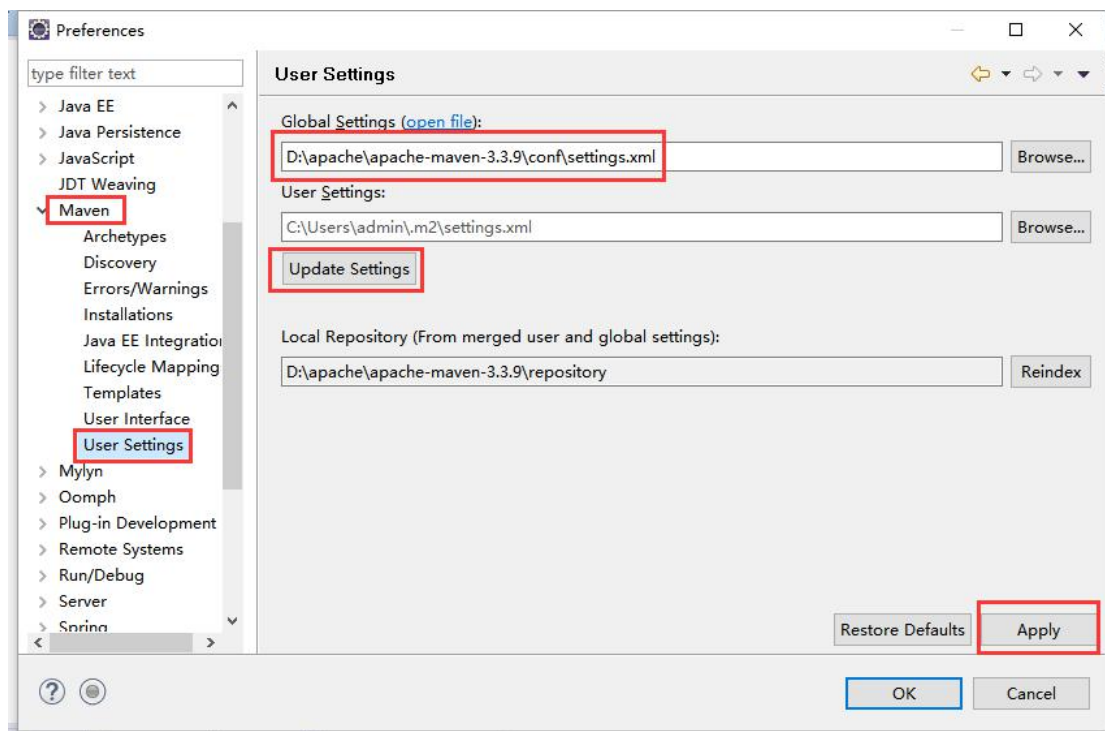 Preferences
type filter text
Java EE
Java Persistence
JavaScript
JDT Weaving
Maven
Archetypes
Discovery
Errors/Warnings
Installations
Java EE Integration
Lifecycle Mapping
Templates
User Interface
User Settings
Mylyn
Oomph
Plug-in Development
Remote Systems
Run/Debug
Server
Spring
User Settings
Global Settings (open file):
D:\apache\apache-maven-3.3.9\conf\settings.xml
Browse...
User Settings:
C:\Users\admin\.m2\settings.xml
Browse...
Update Settings
Local Repository (From merged user and global settings):
D:\apache\apache-maven-3.3.9\repository
Reindex
Restore Defaults
Apply
OK
Cancel